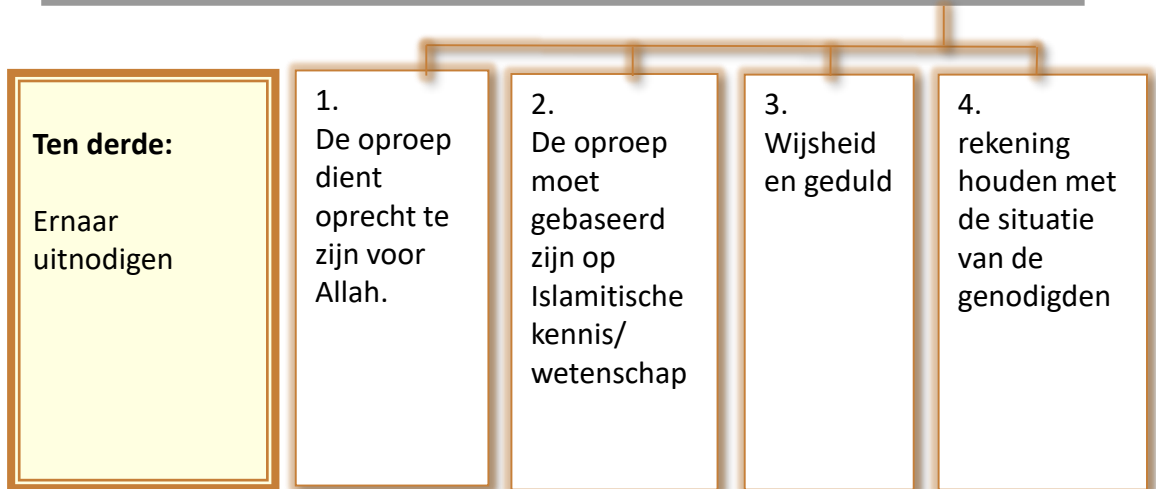 Ten derde:
Ernaar
uitnodigen
1.
De oproep
dient
oprecht te
zijn voor
Allah.
2.
De oproep
moet
gebaseerd
zijn op
Islamitische
kennis/
wetenschap
3.
Wijsheid
en geduld
4.
rekening
houden met
de situatie
van de
genodigden